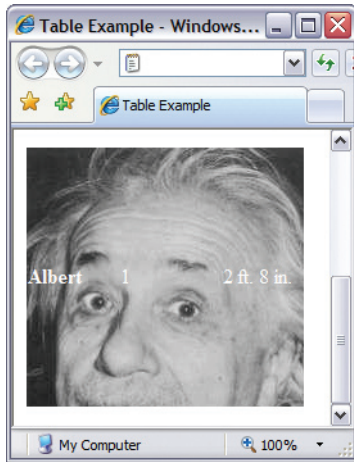 Table Example - Windows...
Table Example
Albert 1 2 ft. 8 in.
My Computer 100%